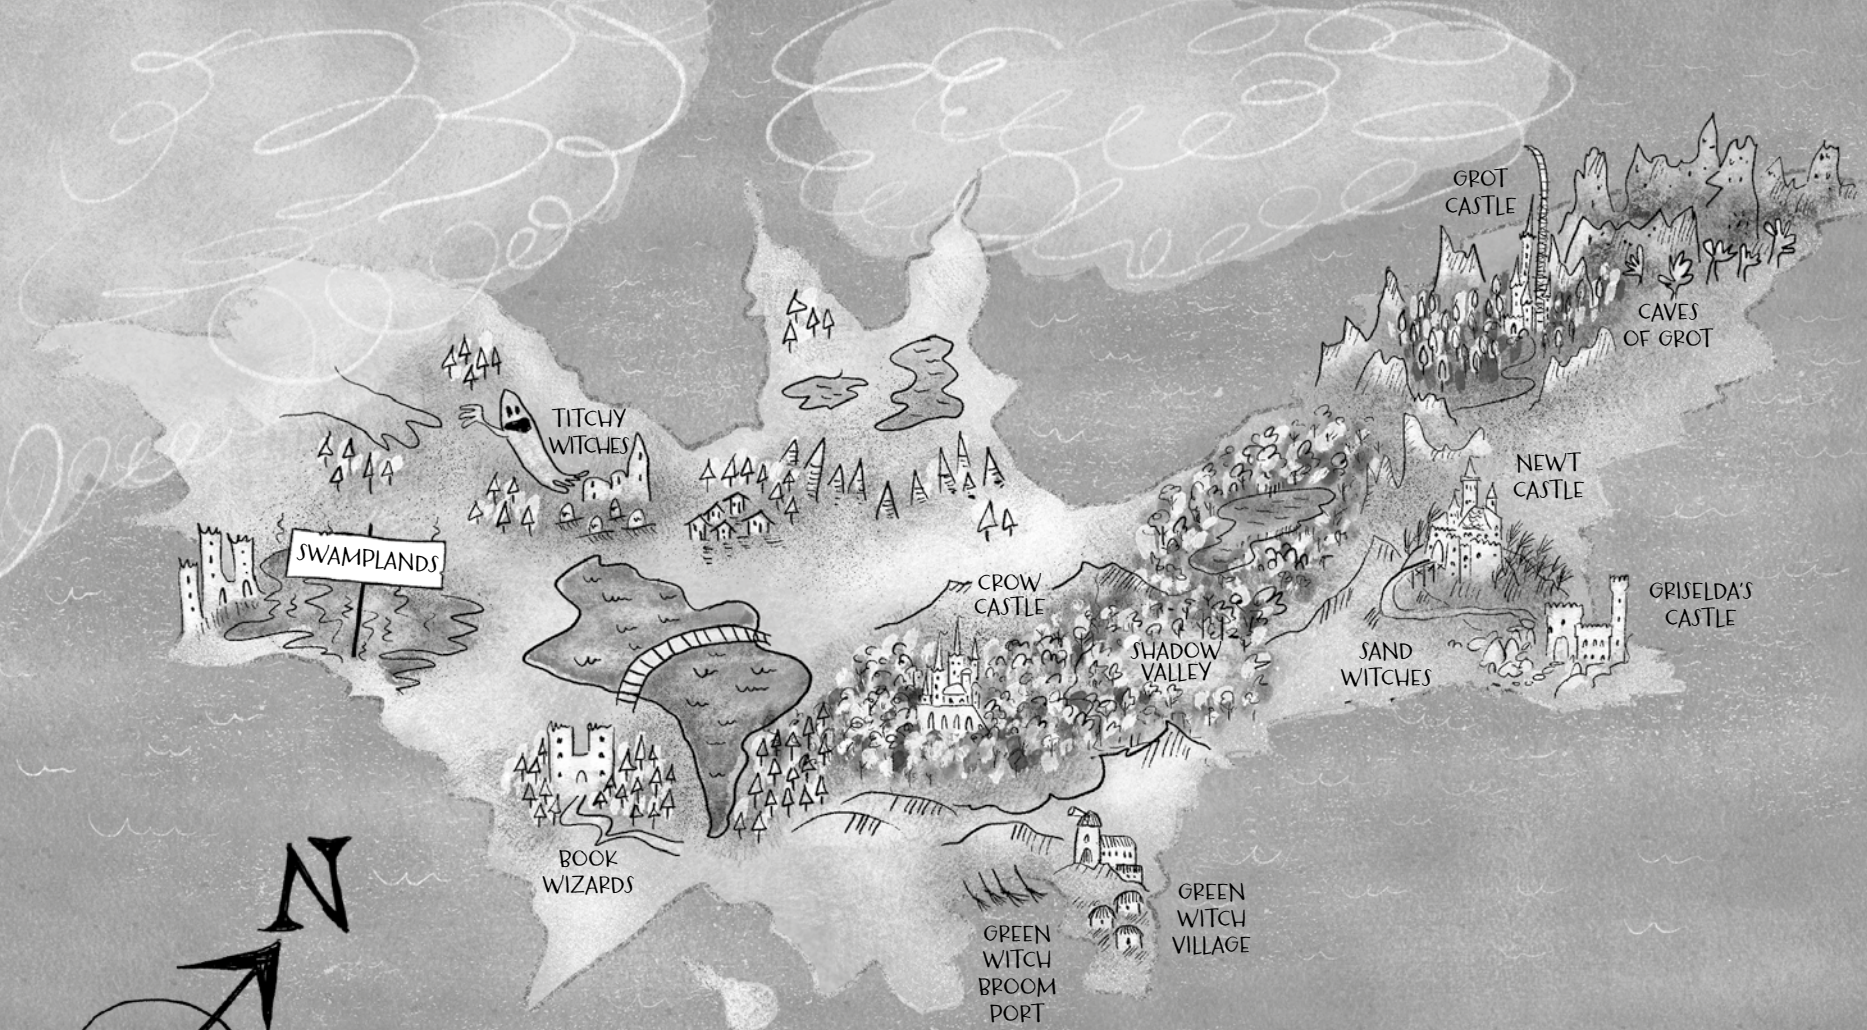 GROT
CASTLE
CAVES
OF GROT
TITCHY
WITCHES
NEWT
CASTLE
SWAMPLANDS
CROW
CASTLE
GRISELDA'S
CASTLE
SHADOW
VALLEY
SAND
WITCHES
BOOK
WIZARDS
GREEN
WITCH
VILLAGE
GREEN
WITCH
BROOM
PORT
N